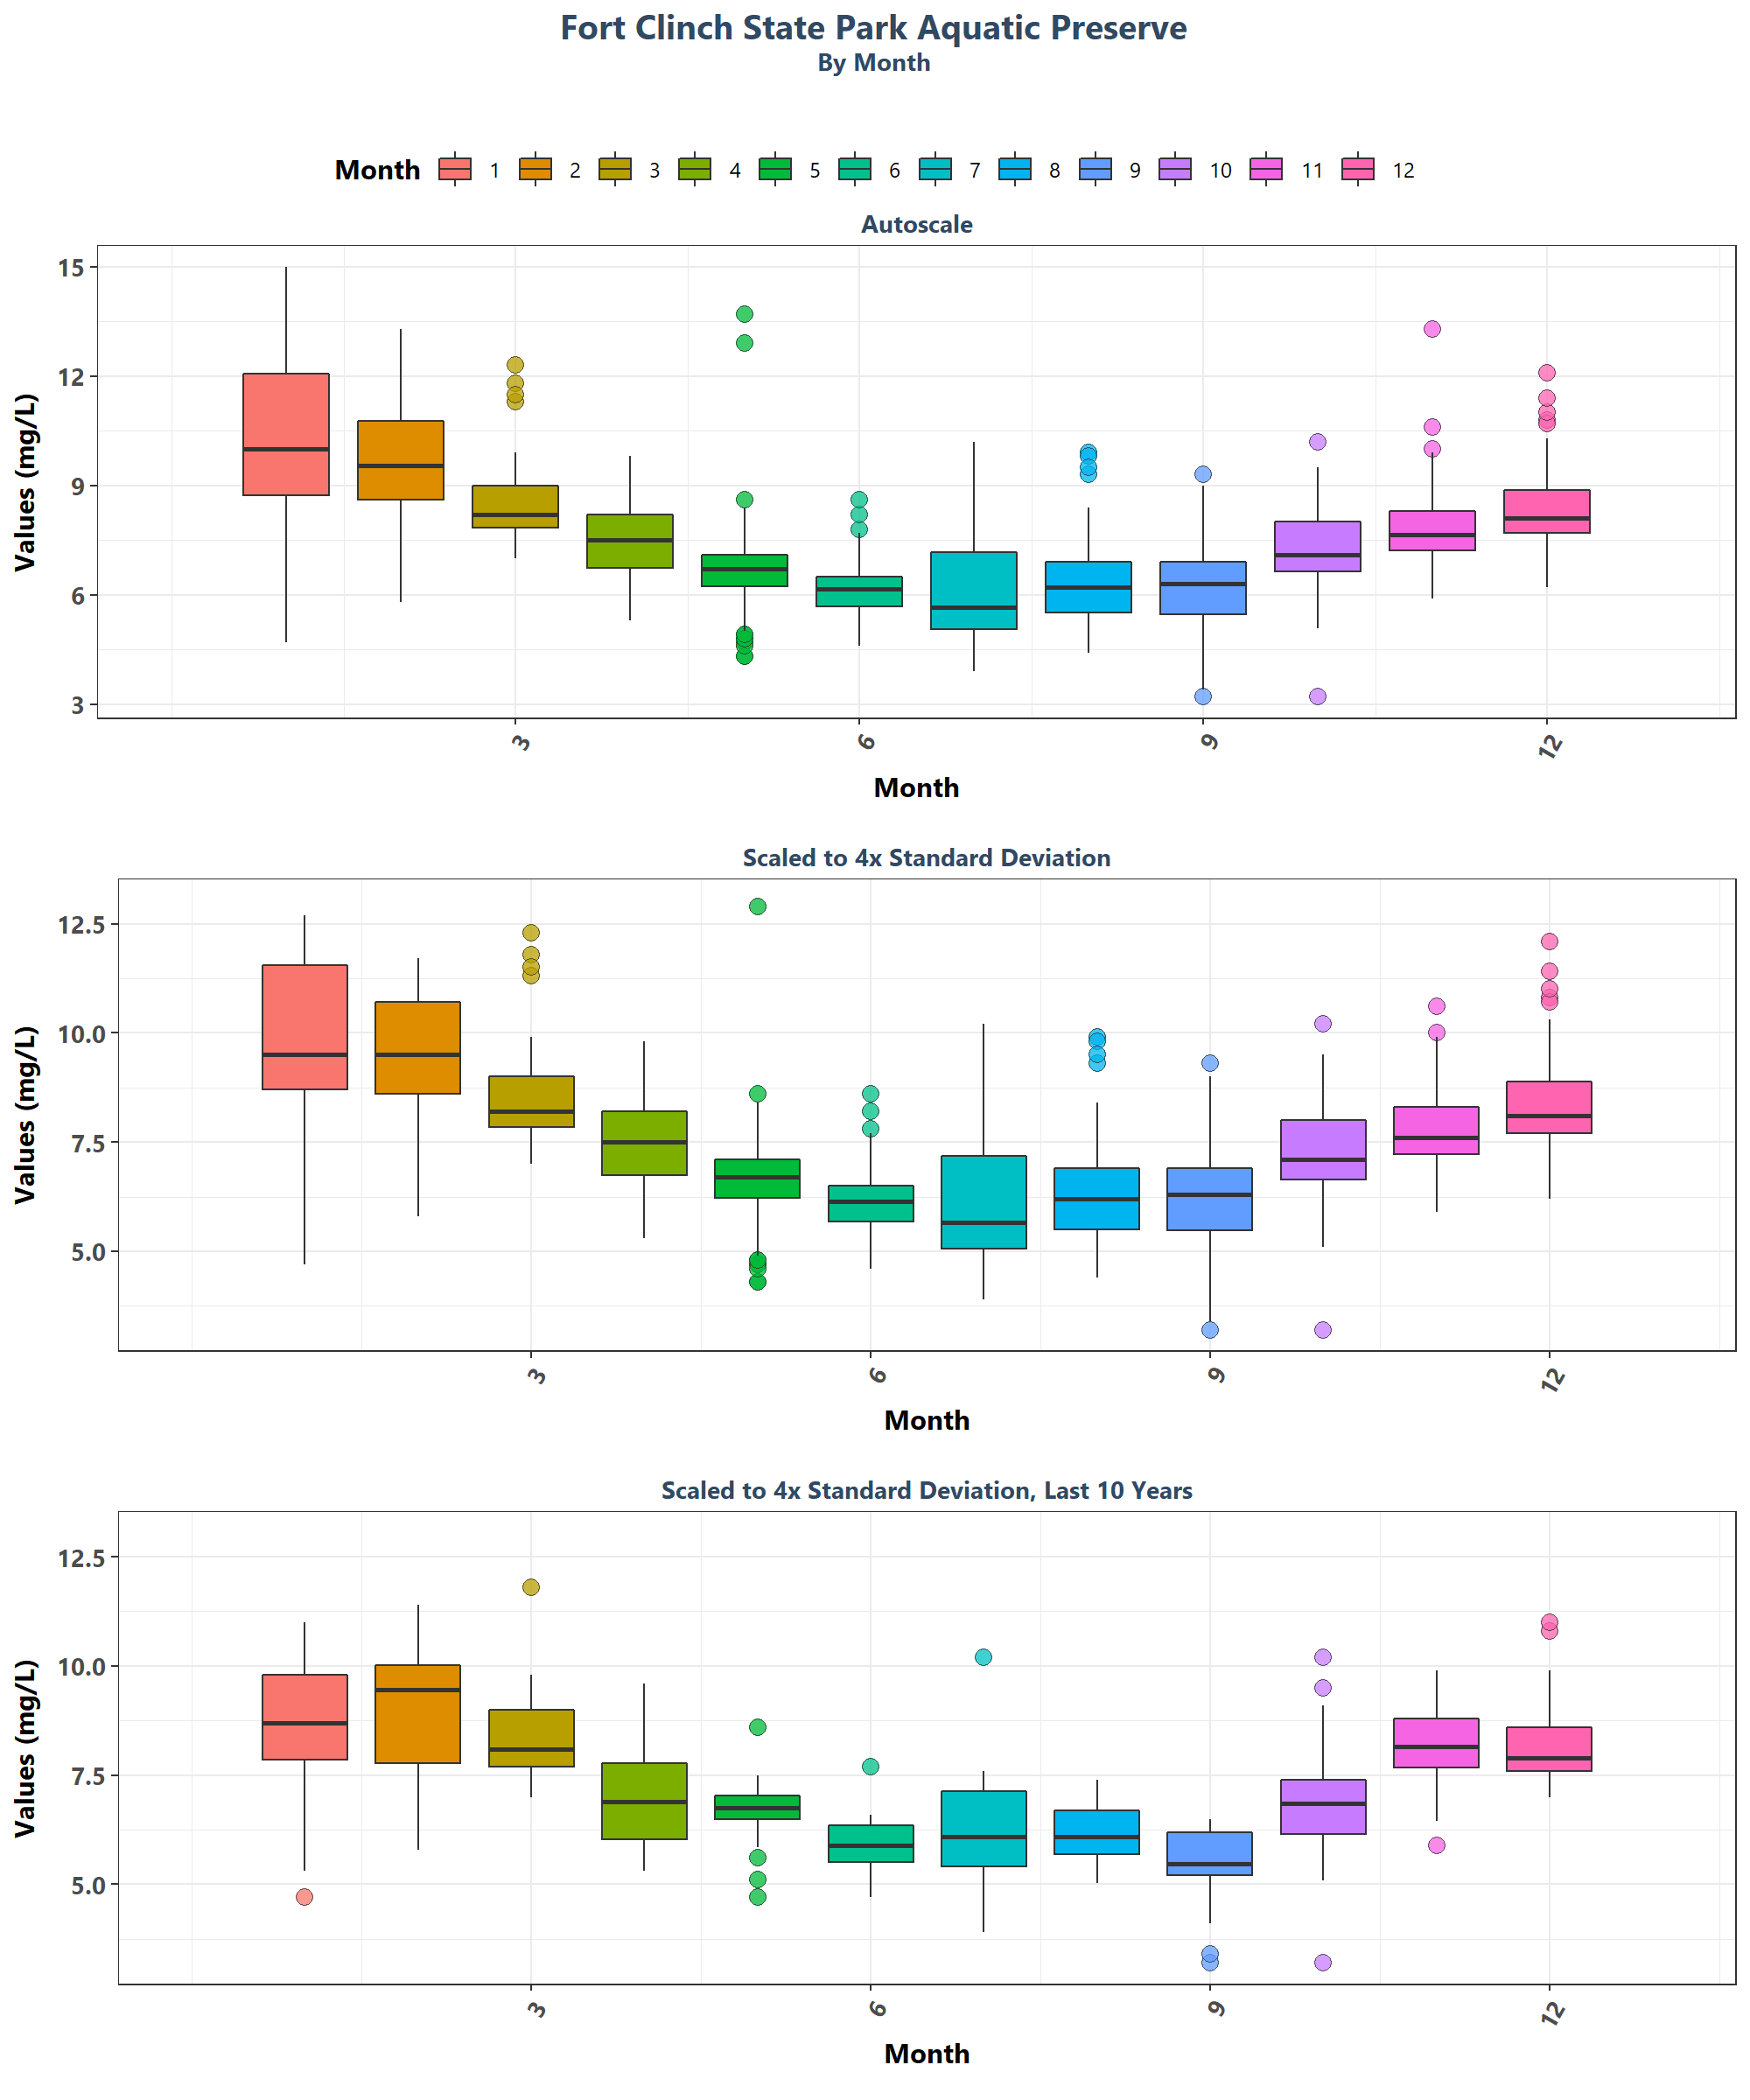 Fort Clinch State Park Aquatic Preserve
By Month
Month 1 2 3 4 5 6 7 8 9 10 11 12
Autoscale
Values (mg/L)
15
12
9
6
3
3 6 9 12
Month
Scaled to 4x Standard Deviation
Values (mg/L)
12.5
10.0
7.5
5.0
3 6 9 12
Month
Scaled to 4x Standard Deviation, Last 10 Years
Values (mg/L)
12.5
10.0
7.5
5.0
3 6 9 12
Month